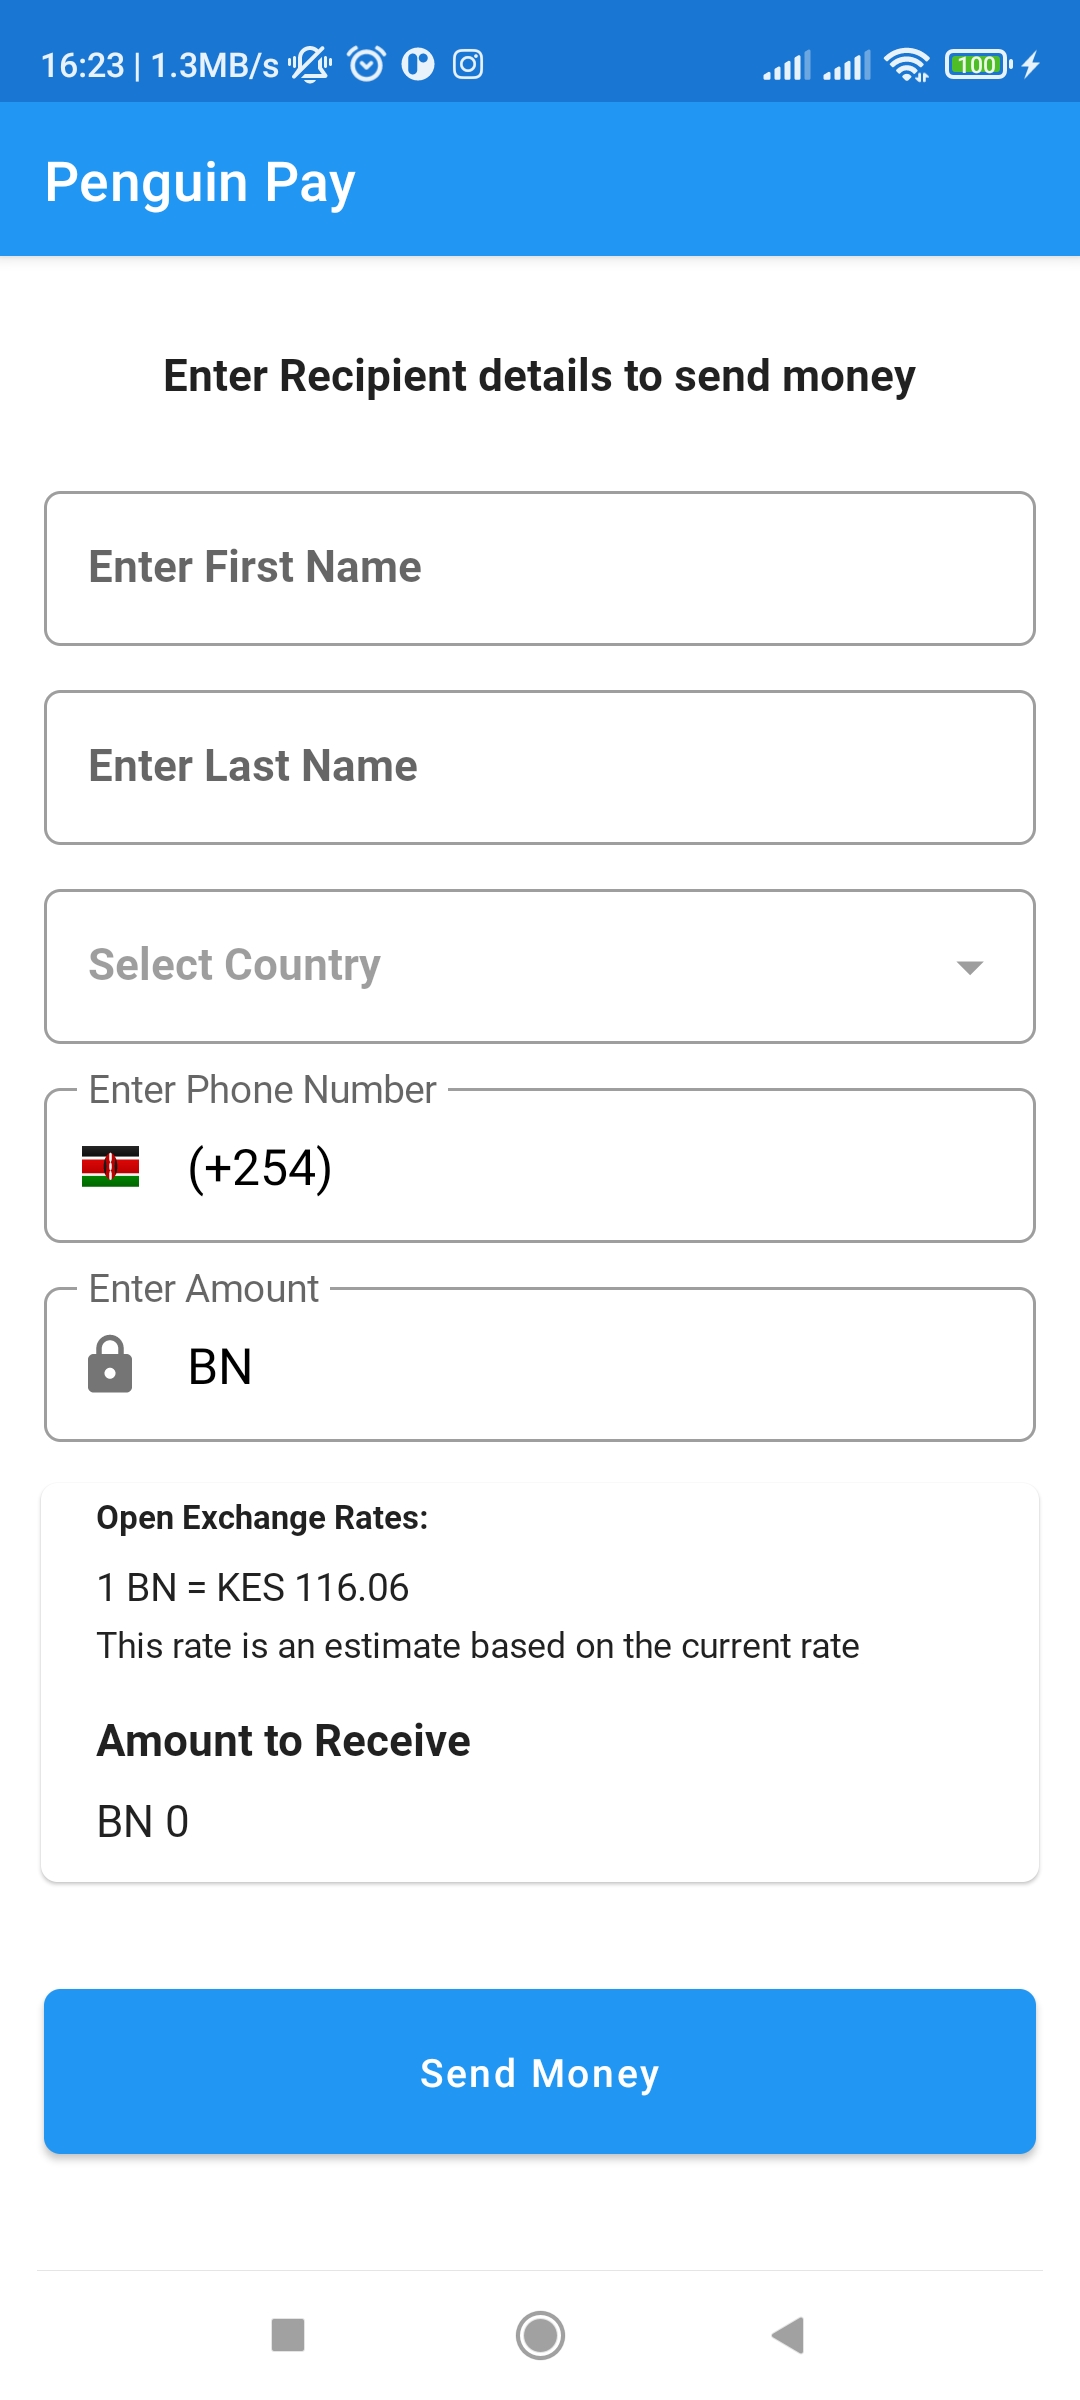 16:23 | 1.3MB/s
100
Penguin Pay
Enter Recipient details to send money
Enter First Name
Enter Last Name
Select Country
Enter Phone Number
(+254)
Enter Amount
BN
Open Exchange Rates:
1 BN = KES 116.06
This rate is an estimate based on the current rate
Amount to Receive
BN 0
Send Money